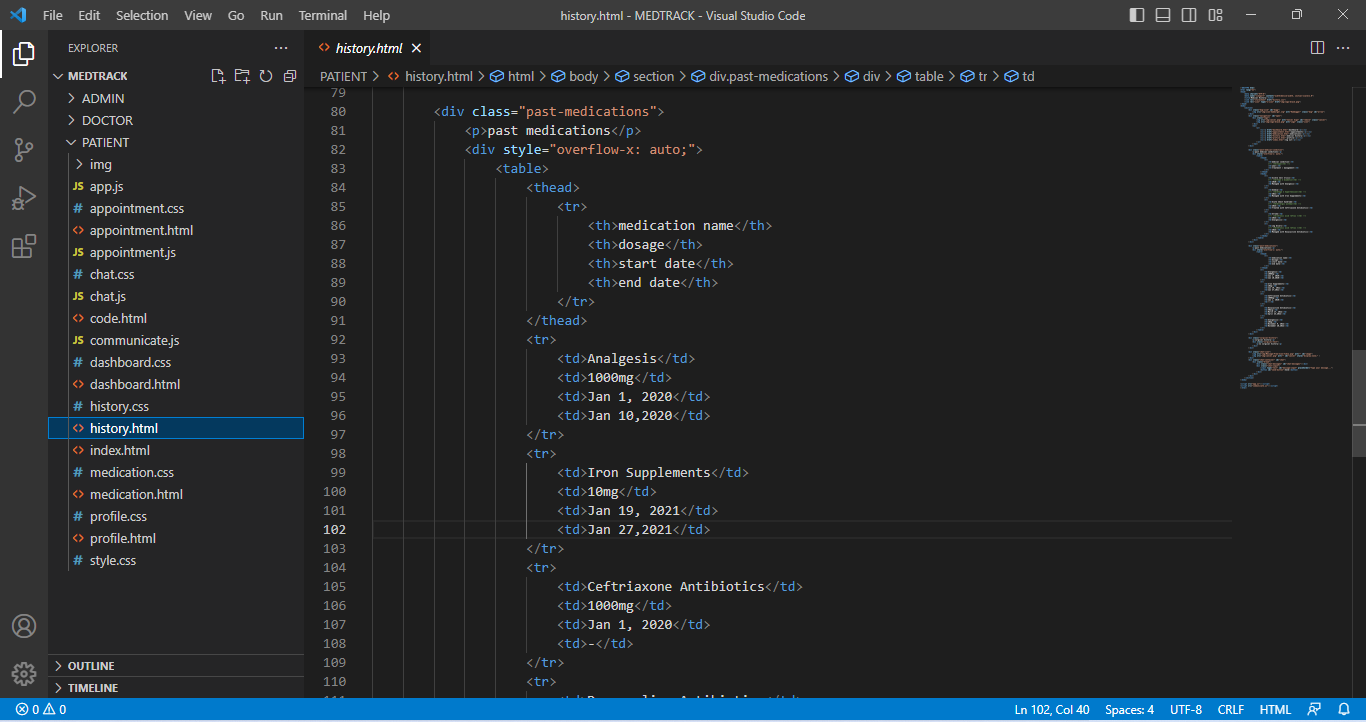 File Edit Selection View Go Run Terminal Help
history.html - MEDTRACK - Visual Studio Code
EXPLORER
MEDTRACK
ADMIN
DOCTOR
PATIENT
img
JS app.js
# appointment.css
<> appointment.html
JS appointment.js
# chat.css
JS chat.js
<> code.html
JS communicate.js
# dashboard.css
<> dashboard.html
# history.css
<> history.html
<> index.html
# medication.css
<> medication.html
# profile.css
<> profile.html
# style.css
OUTLINE
TIMELINE
<> history.html
PATIENT > <> history.html > html > body > section > div.past-medications > div > table > tr > td
79
80 <div class="past-medications">
81 <p>past medications</p>
82 <div style="overflow-x: auto;">
83 <table>
84 <thead>
85 <tr>
86 <th>medication name</th>
87 <th>dosage</th>
88 <th>start date</th>
89 <th>end date</th>
90 </tr>
91 </thead>
92 <tr>
93 <td>Analgesis</td>
94 <td>1000mg</td>
95 <td>Jan 1, 2020</td>
96 <td>Jan 10,2020</td>
97 </tr>
98 <tr>
99 <td>Iron Supplements</td>
100 <td>10mg</td>
101 <td>Jan 19, 2021</td>
102 <td>Jan 27,2021</td>
103 </tr>
104 <tr>
105 <td>Ceftriaxone Antibiotics</td>
106 <td>1000mg</td>
107 <td>Jan 1, 2020</td>
108 <td>-</td>
109 </tr>
110 <tr>
0 0
Ln 102, Col 40 Spaces: 4 UTF-8 CRLF HTML